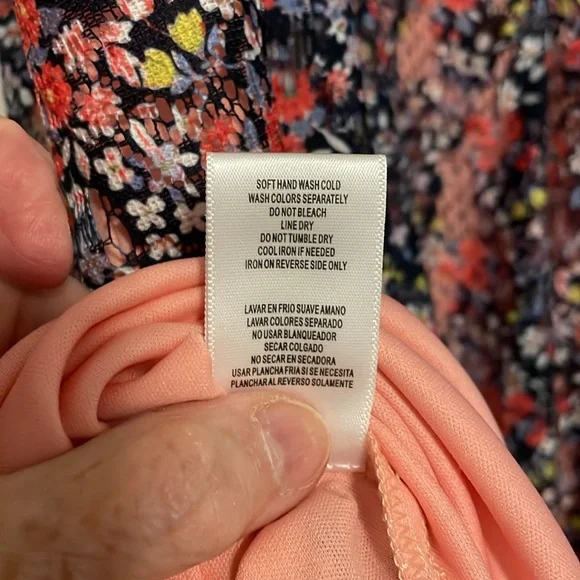 SOFT HAND WASH COLD
WASH COLORS SEPARATELY
DO NOT BLEACH
LINE DRY
DO NOT TUMBLE DRY
COOL IRON IF NEEDED
IRON ON REVERSE SIDE ONLY
LAVAR EN FRIO SUAVE AMANO
LAVAR COLORES SEPARADO
NO USAR BLANQUEADOR
SECAR COLGADO
NO SECAR EN SECADORA
USAR PLANCHA FRIA SI SE NECESITA
PLANCHAR AL REVERSO SOLAMENTE